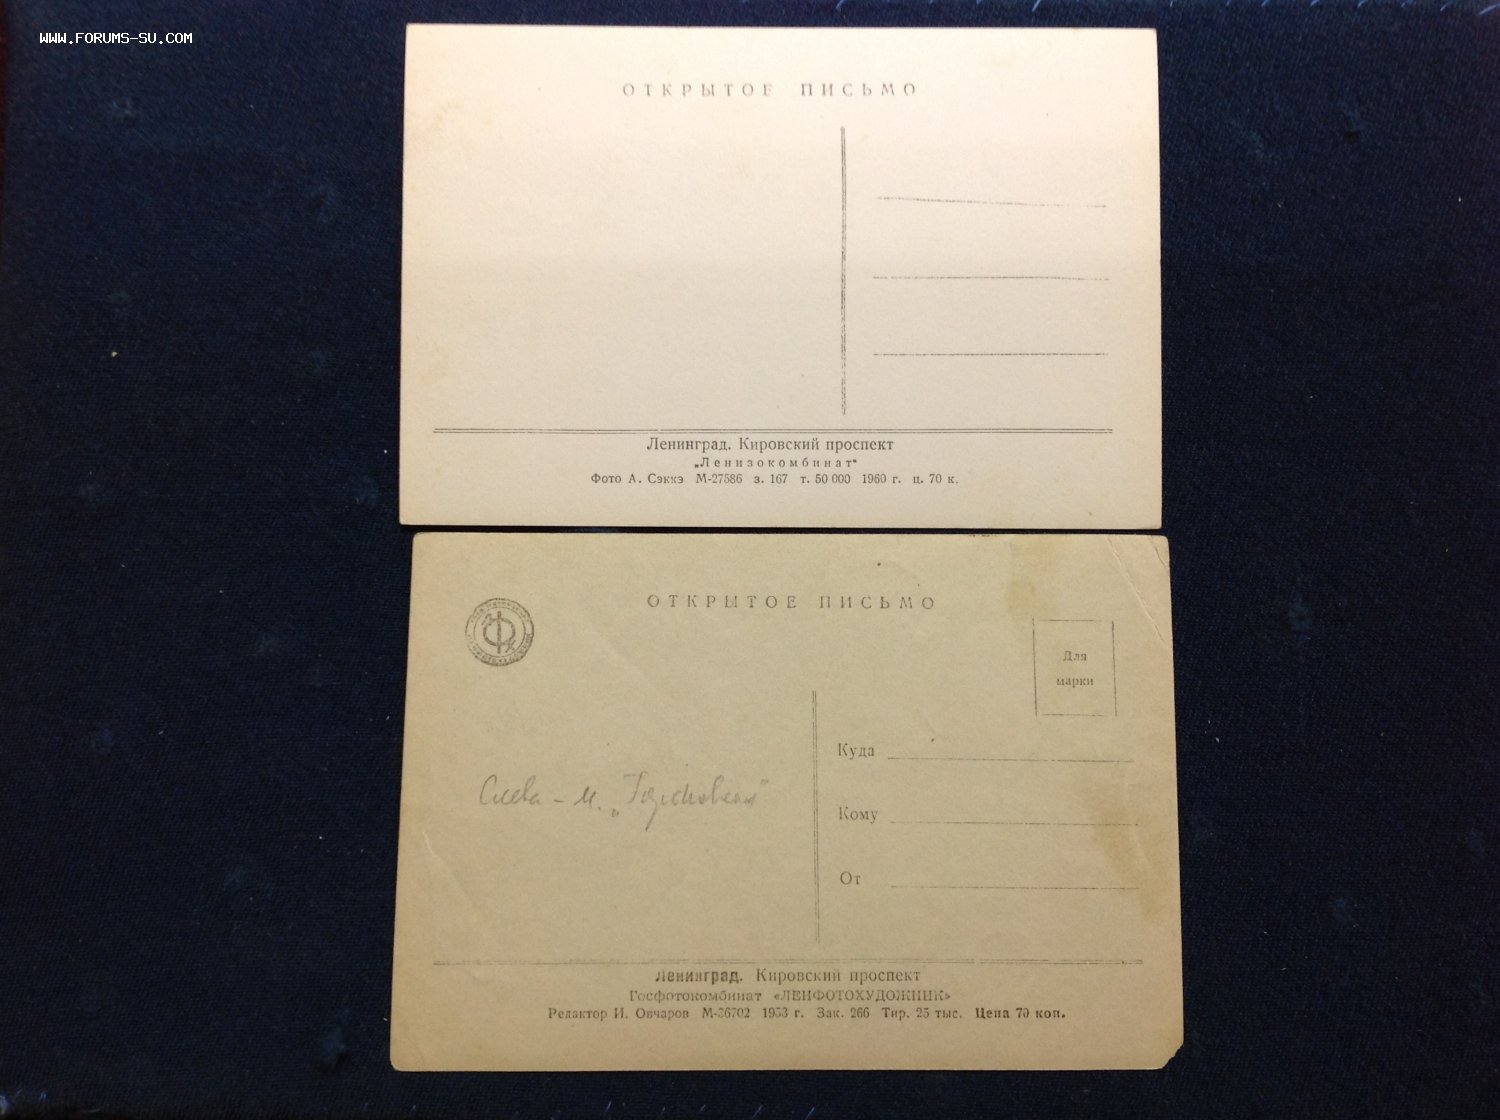 WWW.FORUMS-SU.COM
ОТКРЫТОЕ ПИСЬМО
Ленинград. Кировский проспект
„Ленизокомбинат“
Фото А. Сэккэ М-27586 з. 167 т. 50 000 1960 г. ц. 70 к.
ОТКРЫТОЕ ПИСЬМО
Для
марки
Куда
Слева - м.
Кому
От
Ленинград. Кировский проспект
Госфотокомбинат «ЛЕНФОТОХУДОЖНИК»
Редактор И. Овчаров М-36702 1953 г. Зак. 266 Тир. 25 тыс. Цена 70 коп.